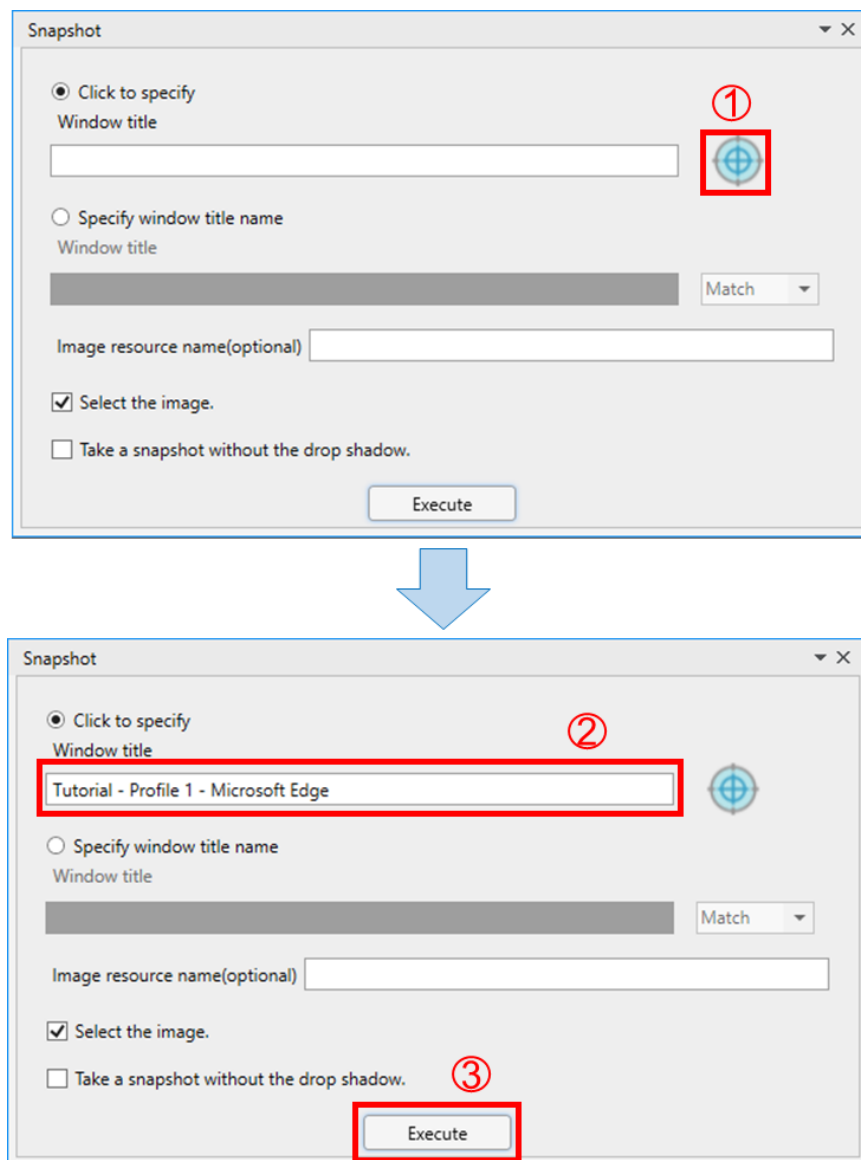 Snapshot
Click to specify
①
Window title
Specify window title name
Window title
Match
Image resource name(optional)
Select the image.
Take a snapshot without the drop shadow.
Execute
Snapshot
Click to specify
②
Window title
Tutorial - Profile 1 - Microsoft Edge
Specify window title name
Window title
Match
Image resource name(optional)
Select the image.
Take a snapshot without the drop shadow.
③
Execute